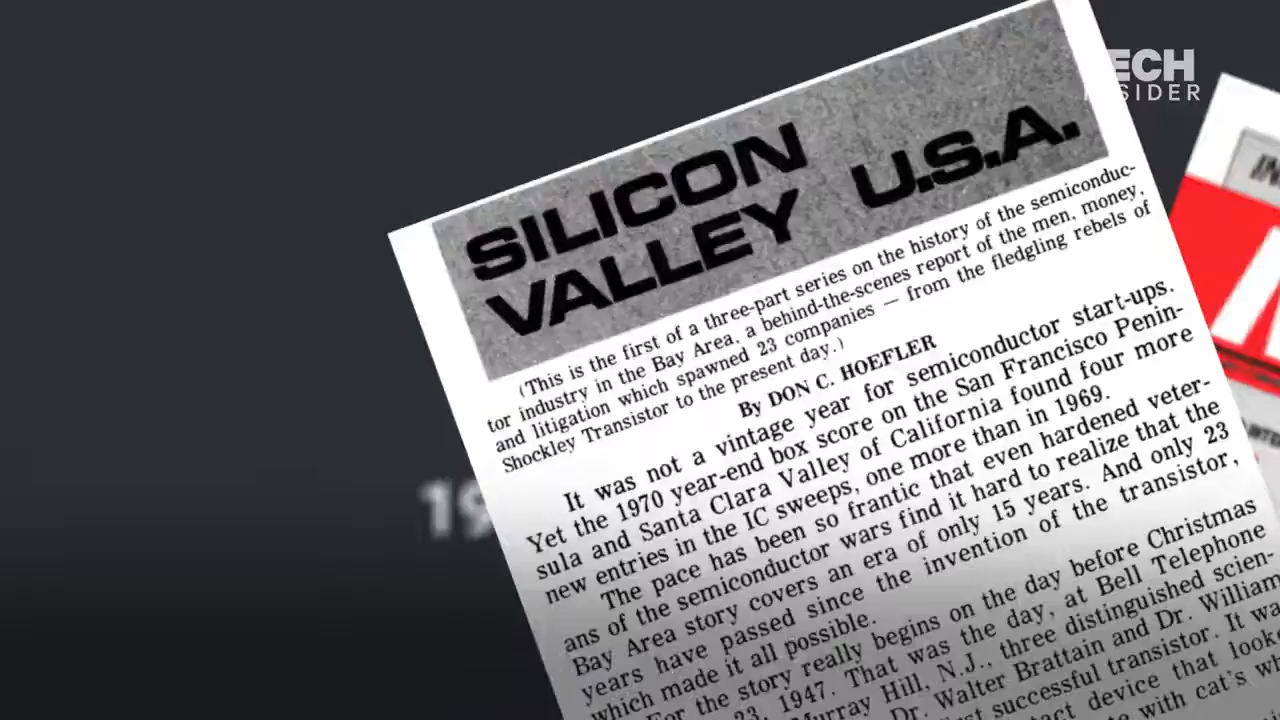 TECH
INSIDER
SILICON
VALLEY U.S.A.
(This is the first of a three-part series on the history of the semiconduc-
tor industry in the Bay Area, a behind-the-scenes report of the men, money,
and litigation which spawned 23 companies — from the fledgling rebels of
Shockley Transistor to the present day.)
By DON C. HOEFLER
It was not a vintage year for semiconductor start-ups.
Yet the 1970 year-end box score on the San Francisco Penin-
sula and Santa Clara Valley of California found four more
new entries in the IC sweeps, one more than in 1969.
The pace has been so frantic that even hardened veter-
ans of the semiconductor wars find it hard to realize that the
Bay Area story covers an era of only 15 years. And only 23
years have passed since the invention of the transistor,
which made it all possible.
For the story really begins on the day before Christmas
23, 1947. That was the day, at Bell Telephone
Murray Hill, N.J., three distinguished scien-
Dr. Walter Brattain and Dr. William
successful transistor. It wa
device that look
with cat's w
19